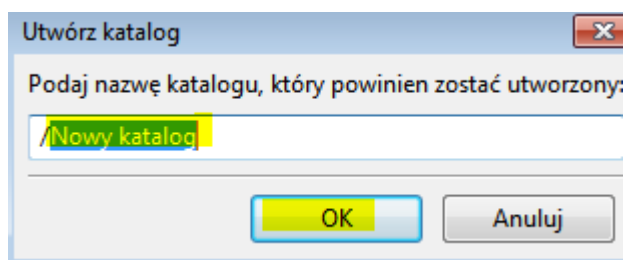 Utwórz katalog
Podaj nazwę katalogu, który powinien zostać utworzony:
/Nowy katalog
OK
Anuluj